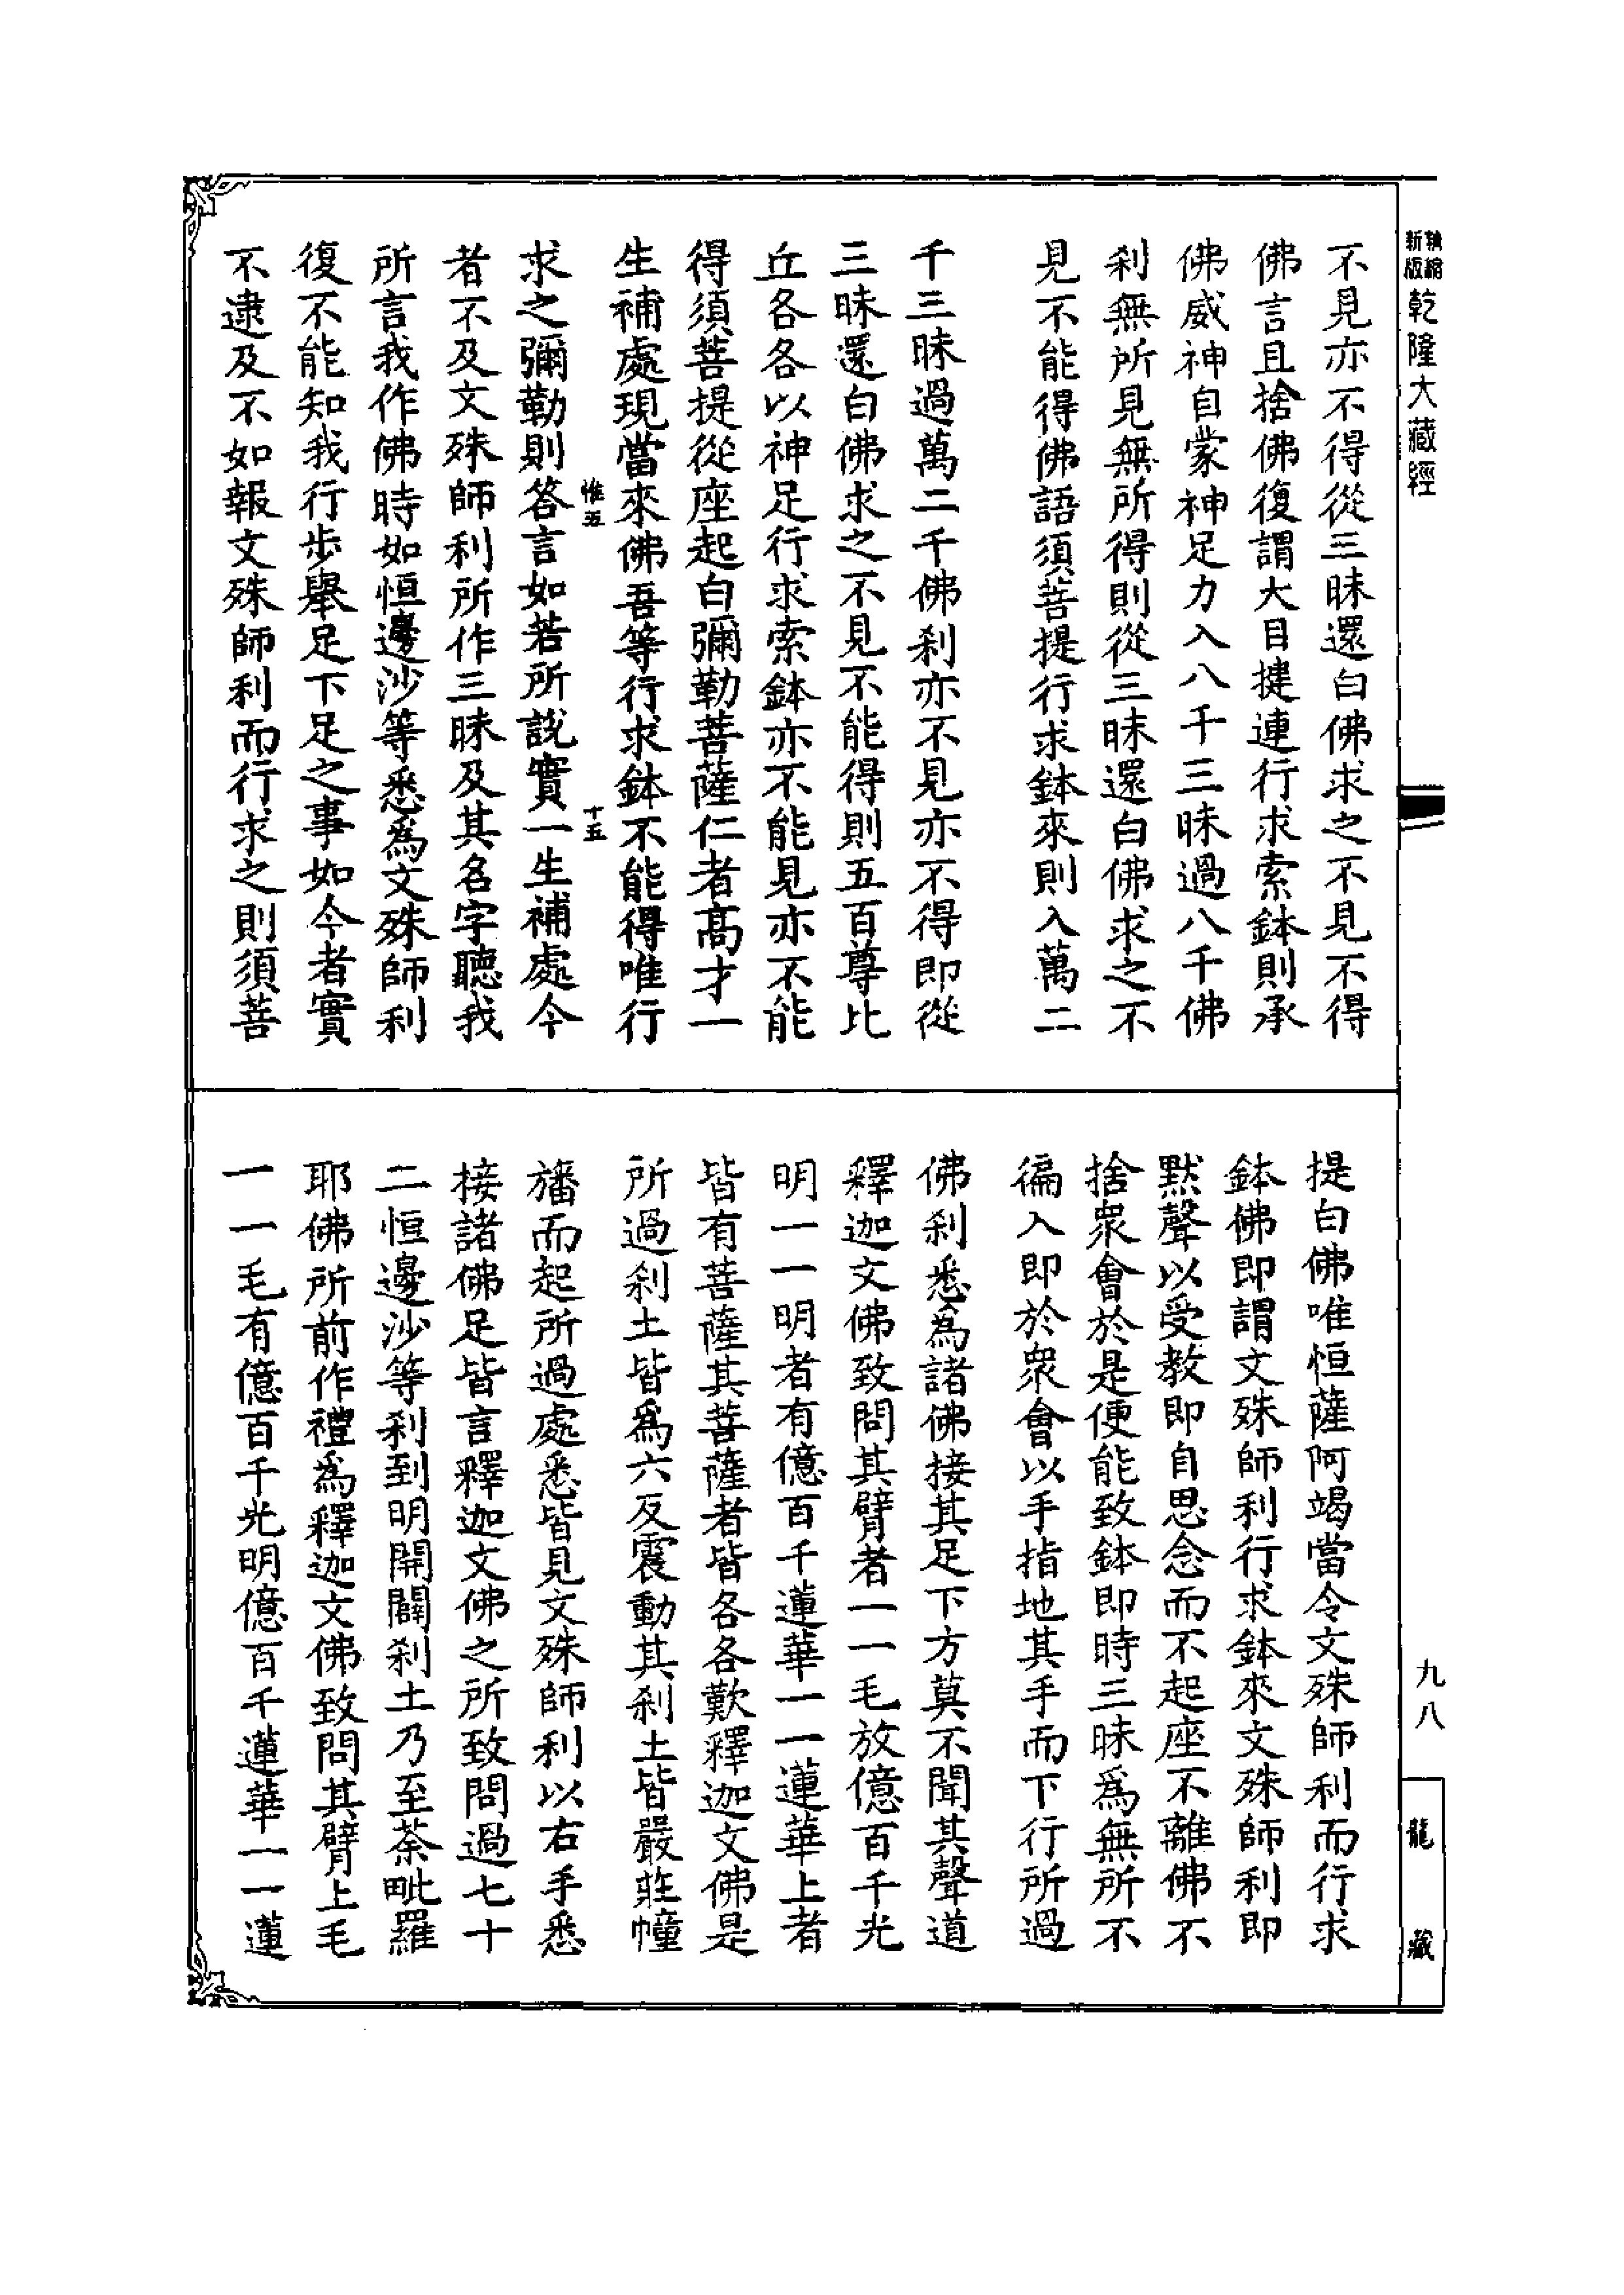 新版
乾隆大藏經
不見亦不得從三昧還白佛求之不見不得
佛言且捨佛復謂大目揵連行求索鉢則承
佛威神自蒙神足力入八千三昧過八千佛
刹無所見無所得則從三昧還白佛求之不
見不能得佛語須菩提行求鉢來則入萬二
千三昧過萬二千佛刹亦不見亦不得即從
三昧還白佛求之不見不能得則五百尊比
丘各各以神足行求索鉢亦不能見亦不能
得須菩提從座起白彌勒菩薩仁者高才一
生補處現當來佛吾等行求鉢不能得唯行
惟五
十五
求之彌勒則答言如若所說實一生補處今
者不及文殊師利所作三昧及其名字聽我
所言我作佛時如恒邊沙等悉爲文殊師利
復不能知我行步舉足下足之事如今者實
不逮及不如報文殊師利而行求之則須菩
提白佛唯恒薩阿竭當令文殊師利而行求
鉢佛即謂文殊師利行求鉢來文殊師利即
默聲以受教即自思念而不起座不離佛不
捨眾會於是便能致鉢即時三昧爲無所不
徧入即於眾會以手指地其手而下行所過
佛刹悉爲諸佛接其足下方莫不聞其聲道
釋迦文佛致問其臂者一一毛放億百千光
明一一明者有億百千蓮華一一蓮華上者
皆有菩薩其菩薩者皆各各歎釋迦文佛是
所過刹土皆爲六反震動其刹土皆嚴莊幢
旛而起所過處悉皆見文殊師利以右手悉
接諸佛足皆言釋迦文佛之所致問過七十
二恒邊沙等刹到明開闢刹土乃至荼毗羅
耶佛所前作禮爲釋迦文佛致問其臂上毛
一一毛有億百千光明億百千蓮華一一蓮
九八
龍藏